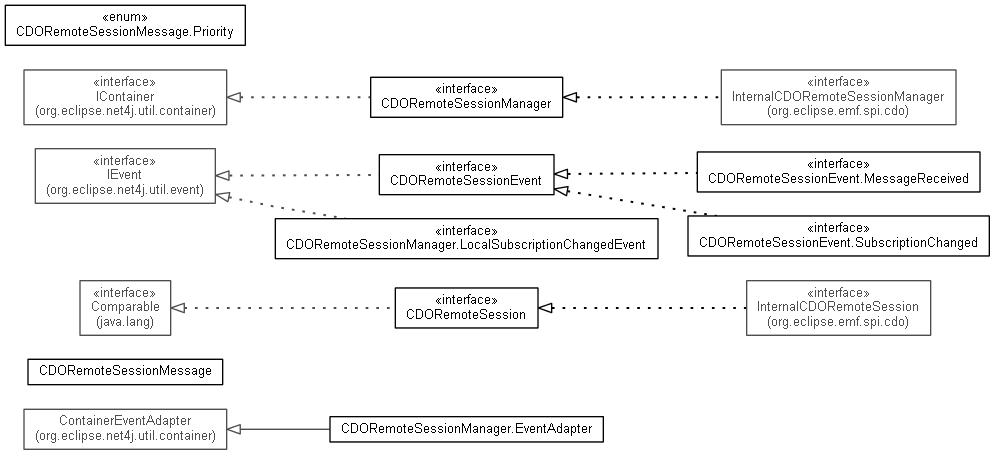 «enum»
CDORemoteSessionMessage.Priority
«interface»
IContainer
(org.eclipse.net4j.util.container)
«interface»
CDORemoteSessionManager
«interface»
InternalCDORemoteSessionManager
(org.eclipse.emf.spi.cdo)
«interface»
IEvent
(org.eclipse.net4j.util.event)
«interface»
CDORemoteSessionEvent
«interface»
CDORemoteSessionEvent.MessageReceived
«interface»
CDORemoteSessionManager.LocalSubscriptionChangedEvent
«interface»
CDORemoteSessionEvent.SubscriptionChanged
«interface»
Comparable
(java.lang)
«interface»
CDORemoteSession
«interface»
InternalCDORemoteSession
(org.eclipse.emf.spi.cdo)
CDORemoteSessionMessage
ContainerEventAdapter
(org.eclipse.net4j.util.container)
CDORemoteSessionManager.EventAdapter